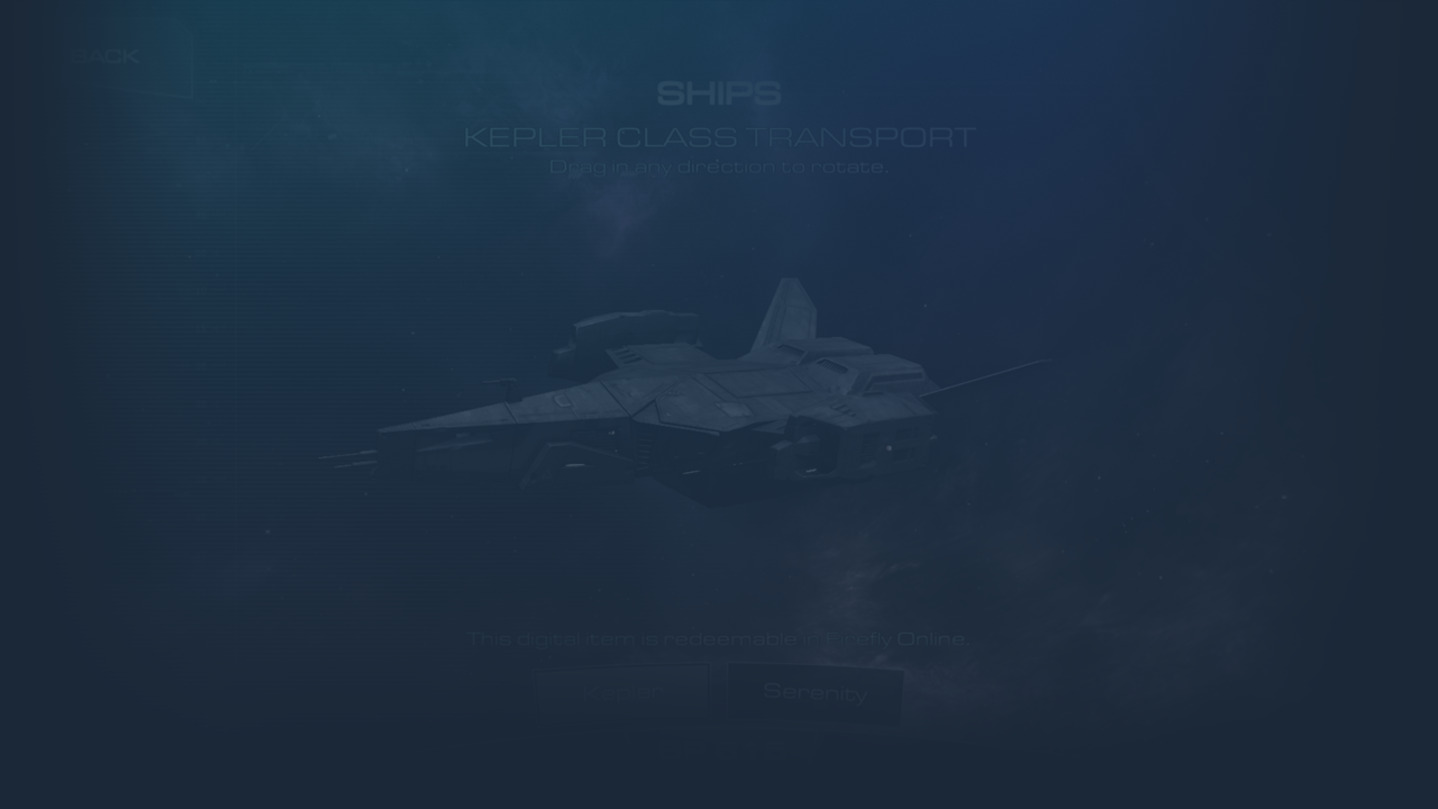 BACK
SHIPS
KEPLER CLASS TRANSPORT
Drag in any direction to rotate.
This digital item is redeemable in Firefly Online.
Kepler
Serenity